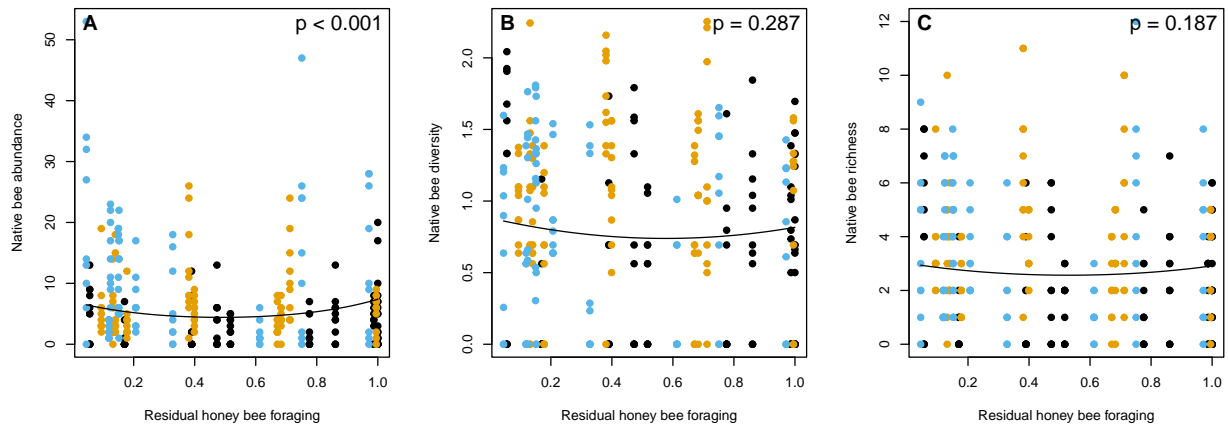 A
p < 0.001
Native bee abundance
50
40
30
20
10
0
0.2 0.4 0.6 0.8 1.0
Residual honey bee foraging
B
p = 0.287
Native bee diversity
2.0
1.5
1.0
0.5
0.0
0.2 0.4 0.6 0.8 1.0
Residual honey bee foraging
C
p = 0.187
Native bee richness
12
10
8
6
4
2
0
0.2 0.4 0.6 0.8 1.0
Residual honey bee foraging